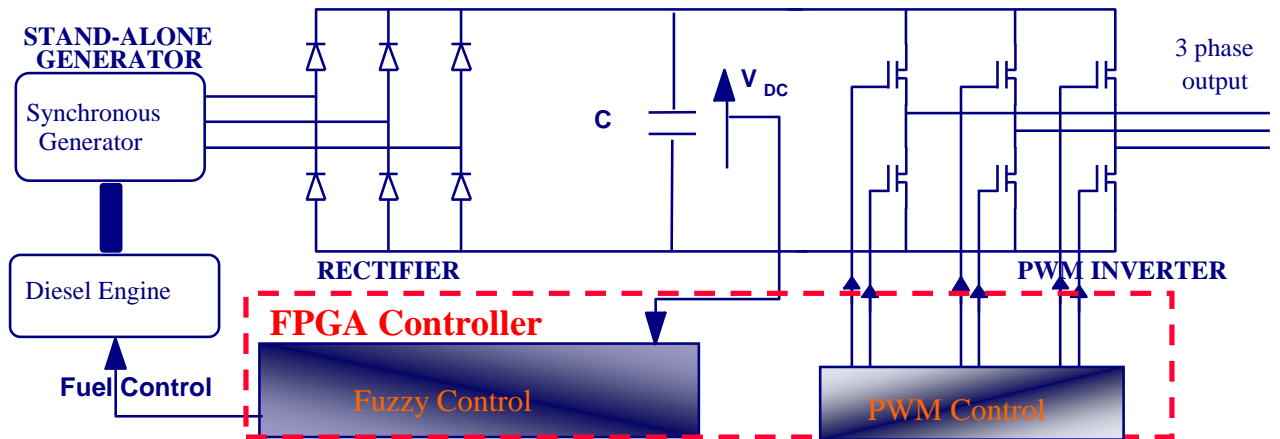 STAND-ALONE
GENERATOR
Synchronous
Generator
Diesel Engine
Fuel Control
RECTIFIER
C
V DC
3 phase
output
PWM INVERTER
FPGA Controller
Fuzzy Control
PWM Control